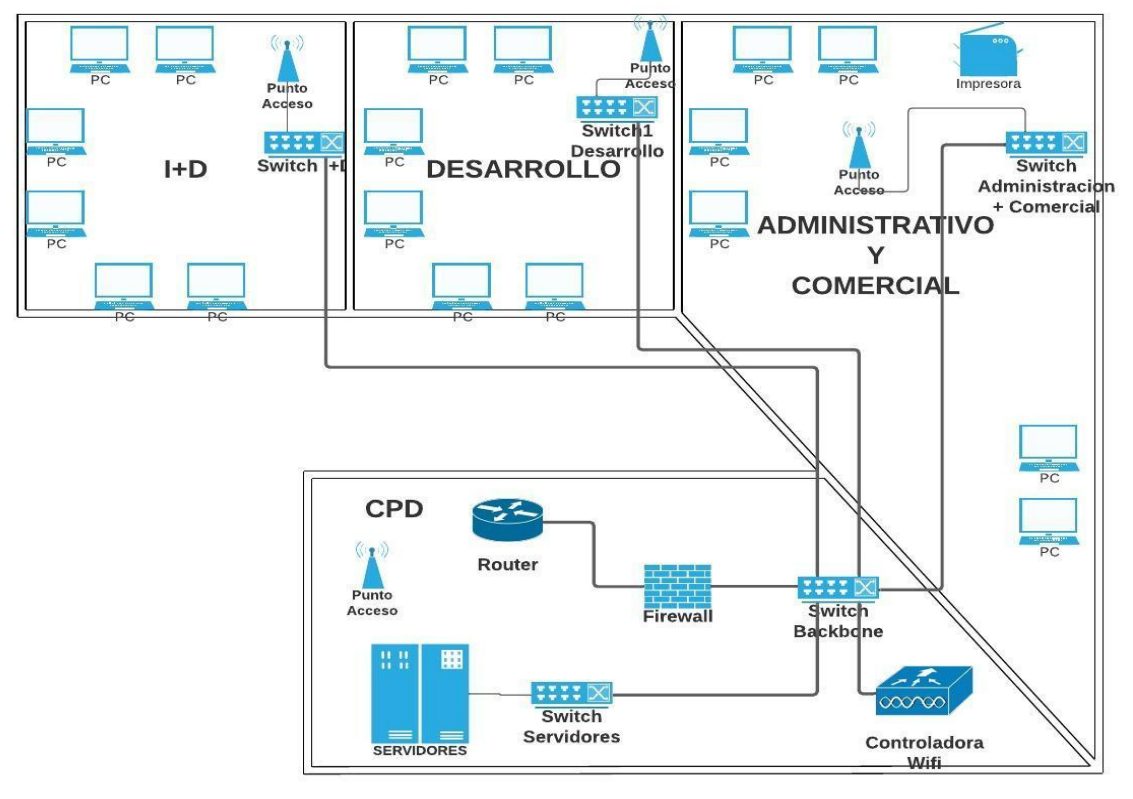 PC
PC
Punto
Acceso
PC
PC
I+D
Switch I+D
PC
PC
PC
PC
PC
Punto
Acceso
Switch1
Desarrollo
PC
PC
DESARROLLO
PC
PC
PC
PC
Impresora
PC
PC
Punto
Acceso
Switch
Administracion
+ Comercial
ADMINISTRATIVO
Y
COMERCIAL
PC
PC
CPD
Router
Punto
Acceso
Firewall
Switch
Backbone
SERVIDORES
Switch
Servidores
Controladora
Wifi